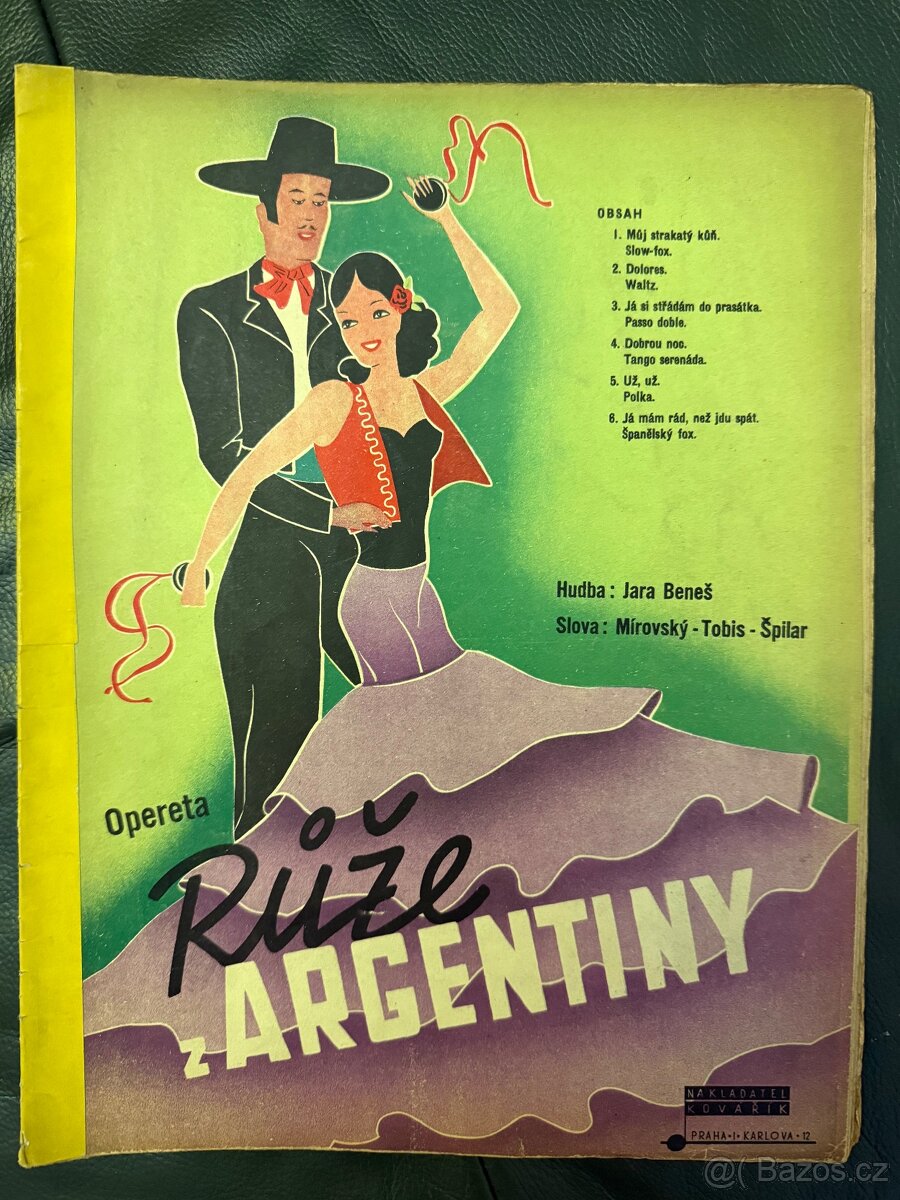 OBSAH
1. Můj strakatý kůň.
Slow-fox.
2. Dolores.
Waltz.
3. Já si střádám do prasátka.
Passo doble.
4. Dobrou noc.
Tango serenáda.
5. Už, už.
Polka.
6. Já mám rád, než jdu spát.
Španělský fox.
Hudba: Jara Beneš
Slova: Mírovský - Tobis - Špilar
Opereta
Růže
z ARGENTINY
NAKLADATEL
KOVAŘÍK
PRAHA•I•KARLOVA•12
@( Bazoš.cz